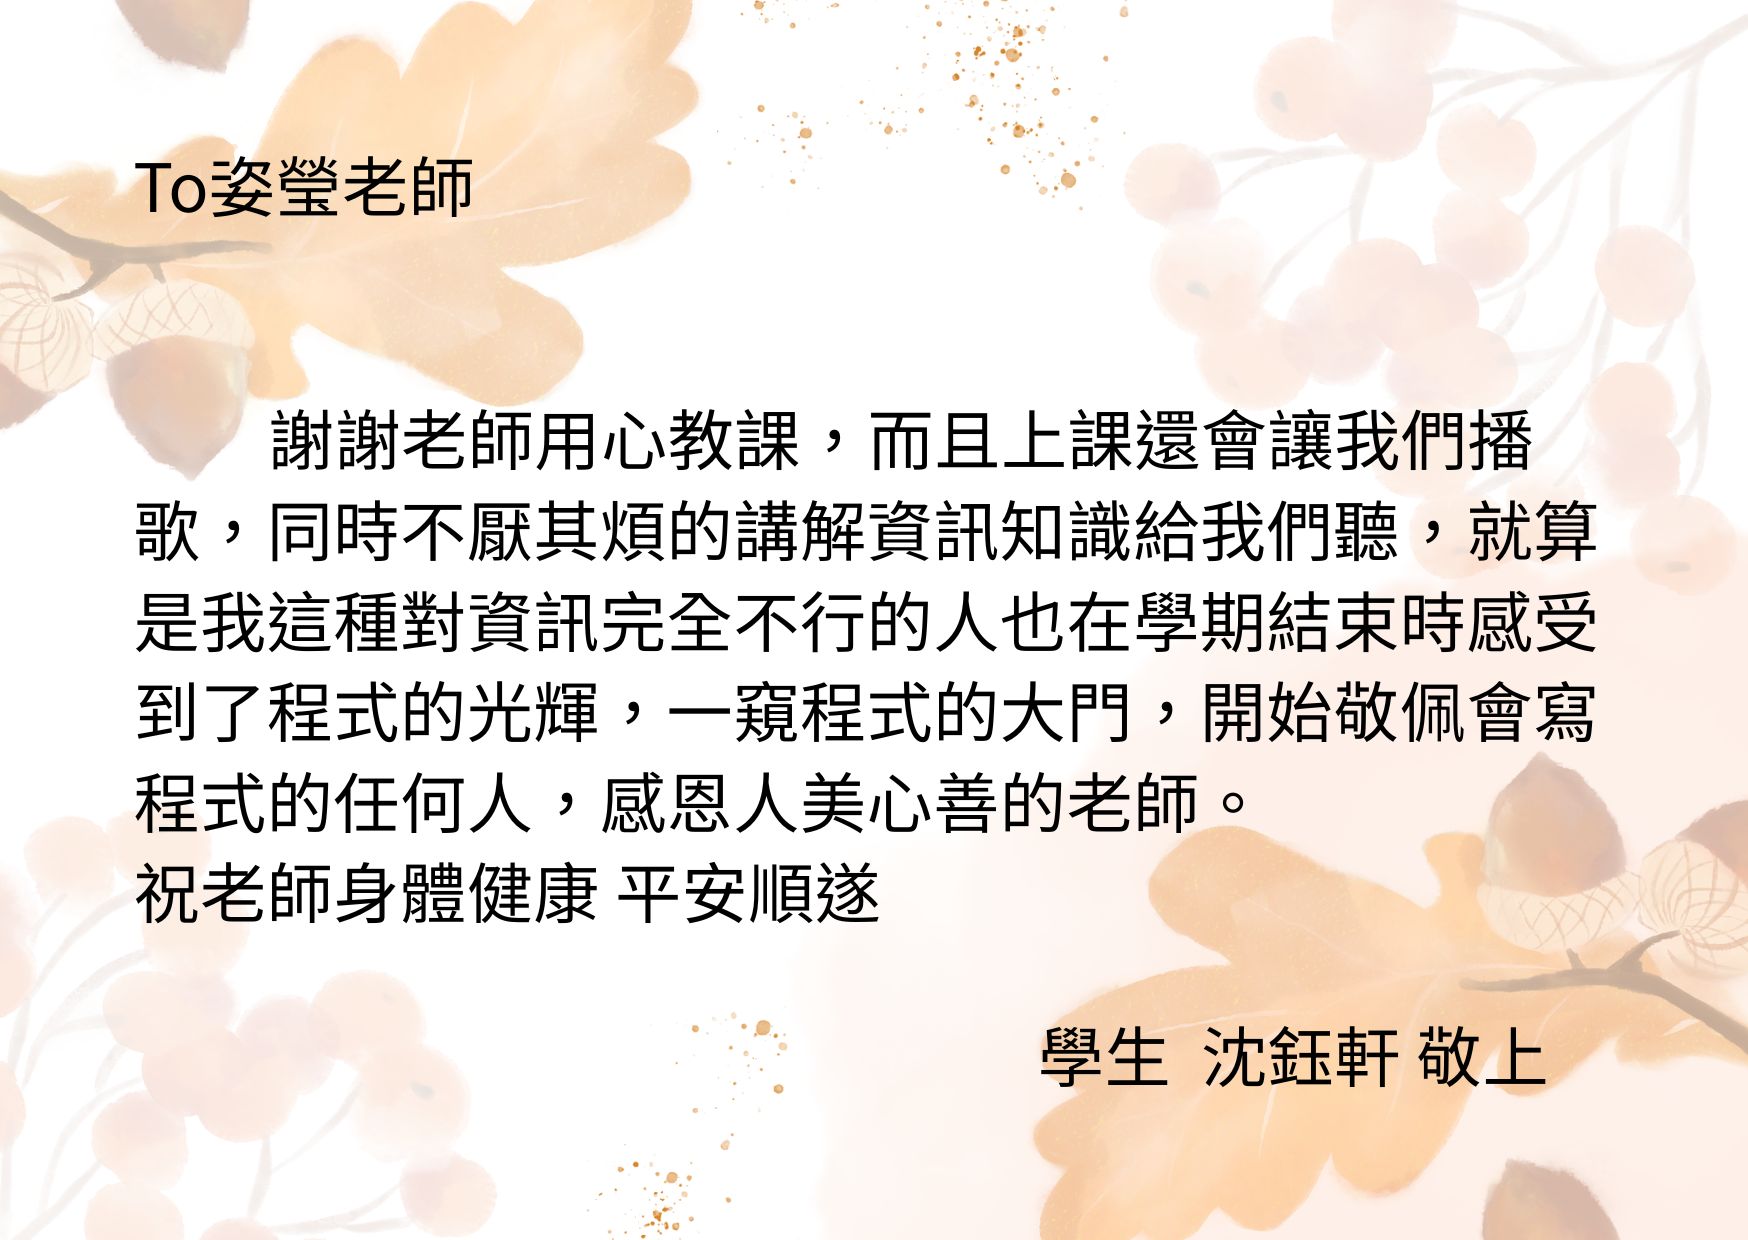 To姿瑩老師
謝謝老師用心教課，而且上課還會讓我們播
歌，同時不厭其煩的講解資訊知識給我們聽，就算
是我這種對資訊完全不行的人也在學期結束時感受
到了程式的光輝，一窺程式的大門，開始敬佩會寫
程式的任何人，感恩人美心善的老師。
祝老師身體健康 平安順遂
學生 沈鈺軒 敬上